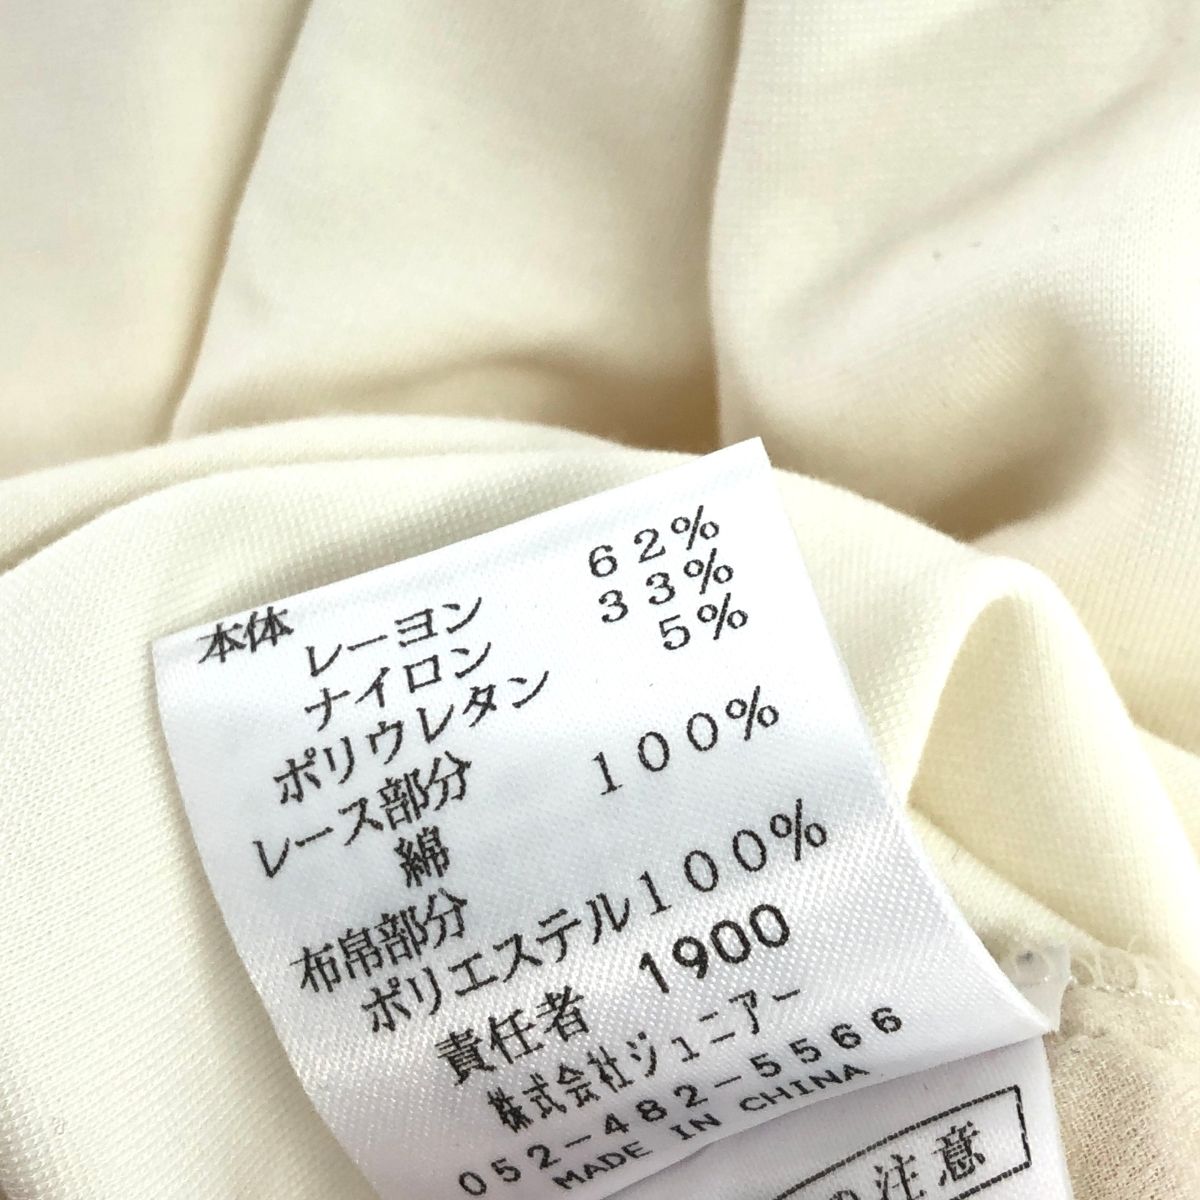 本体
レーヨン 62%
ナイロン 33%
ポリウレタン 5%
レース部分
綿 100%
布帛部分
ポリエステル100%
責任者 1900
株式会社ジュニアー
052-482-5566
MADE IN CHINA
の注意